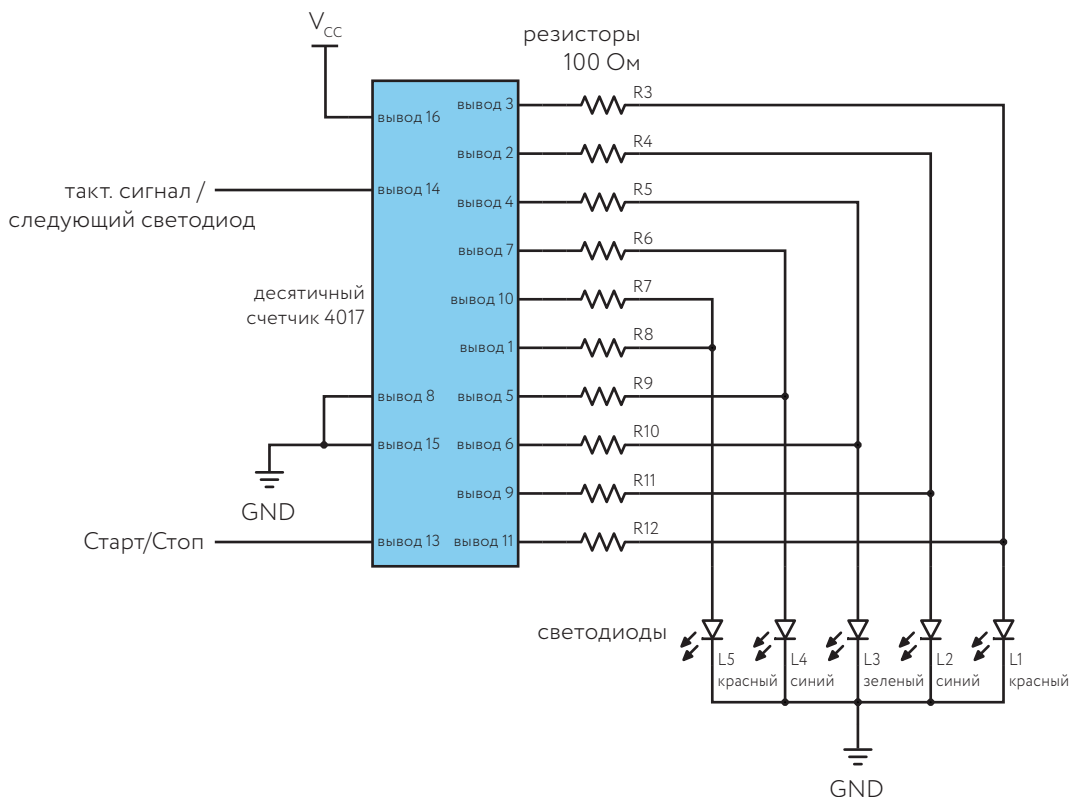 V_CC
резисторы
100 Ом
вывод 16
вывод 3
R3
вывод 2
R4
такт. сигнал /
следующий светодиод
вывод 14
вывод 4
R5
вывод 7
R6
десятичный
счетчик 4017
вывод 10
R7
вывод 1
R8
вывод 8
вывод 5
R9
вывод 15
вывод 6
R10
GND
вывод 9
R11
Старт/Стоп
вывод 13
вывод 11
R12
светодиоды
L5
красный
L4
синий
L3
зеленый
L2
синий
L1
красный
GND